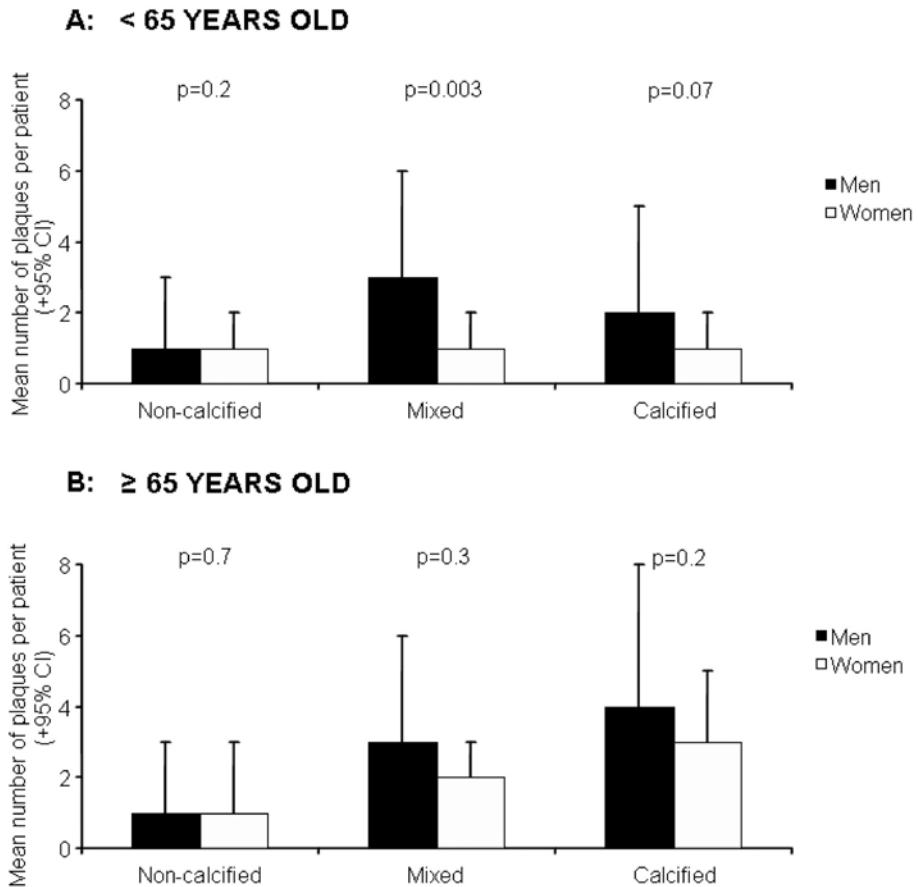 A: < 65 YEARS OLD
p=0.2 p=0.003 p=0.07
Mean number of plaques per patient
(+95% CI)
8
6
4
2
0
Men
Women
Non-calcified Mixed Calcified
B: ≥ 65 YEARS OLD
p=0.7 p=0.3 p=0.2
Mean number of plaques per patient
(+95% CI)
8
6
4
2
0
Men
Women
Non-calcified Mixed Calcified